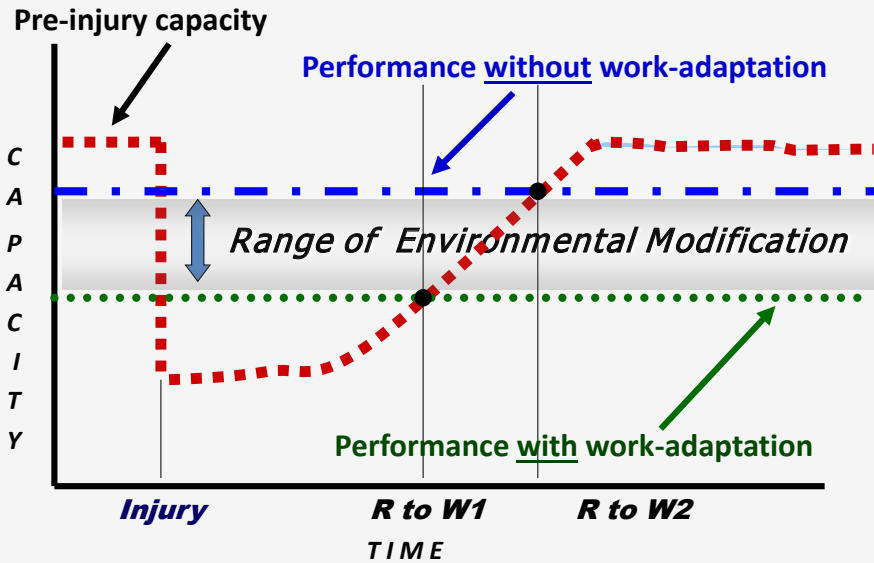 Pre-injury capacity
Performance without work-adaptation
C
A
P
A
C
I
T
Y
Range of Environmental Modification
Performance with work-adaptation
Injury
R to W1
R to W2
TIME